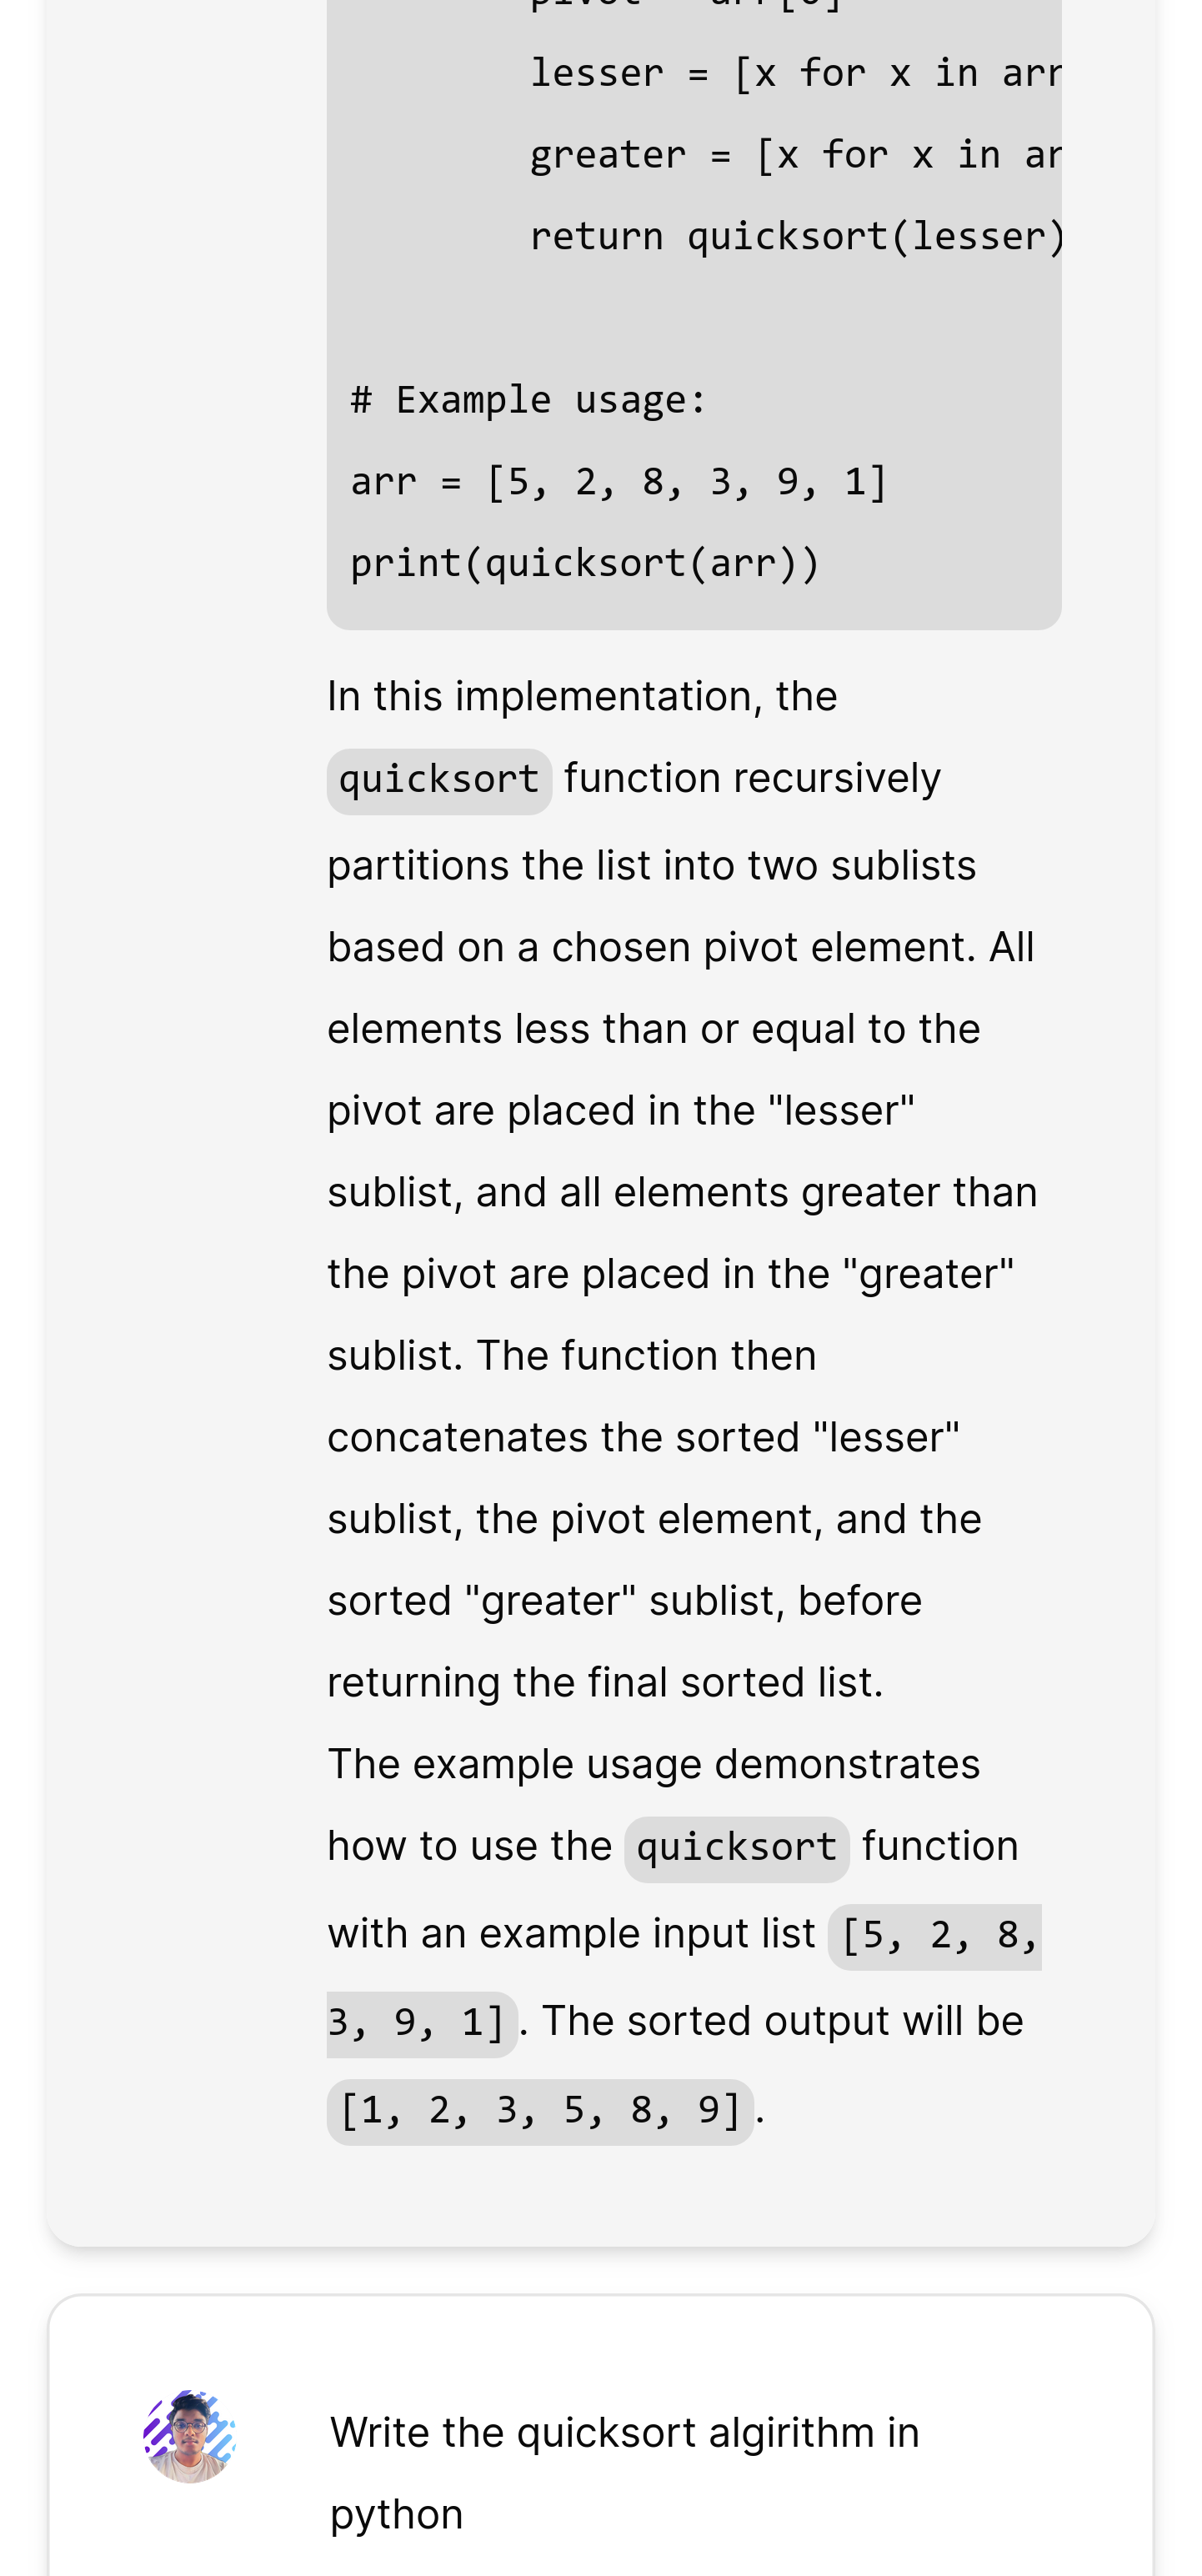 lesser = [x for x in arr
greater = [x for x in ar
return quicksort(lesser)
# Example usage:
arr = [5, 2, 8, 3, 9, 1]
print(quicksort(arr))
In this implementation, the
quicksort function recursively
partitions the list into two sublists
based on a chosen pivot element. All
elements less than or equal to the
pivot are placed in the "lesser"
sublist, and all elements greater than
the pivot are placed in the "greater"
sublist. The function then
concatenates the sorted "lesser"
sublist, the pivot element, and the
sorted "greater" sublist, before
returning the final sorted list.
The example usage demonstrates
how to use the quicksort function
with an example input list [5, 2, 8,
3, 9, 1]. The sorted output will be
[1, 2, 3, 5, 8, 9].
Write the quicksort algirithm in
python